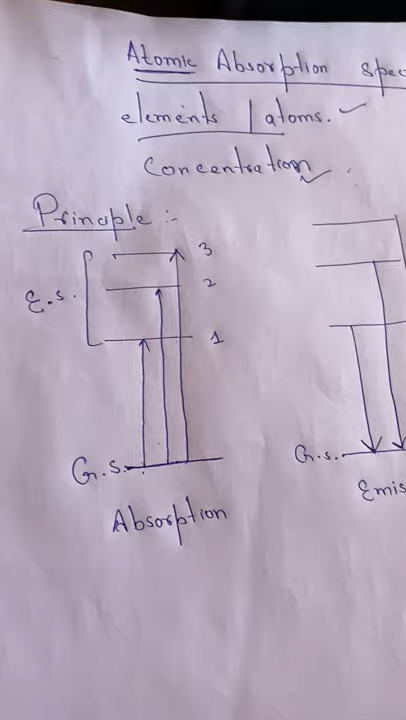 Atomic Absorption spec
elements / atoms.
Concentration
Principle :-
3
E.s.
2
1
G.s.
G.s.
Absorption
Emis